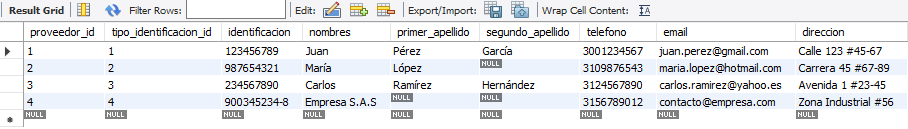 Result Grid Filter Rows: Edit: Export/Import: Wrap Cell Content: IA
proveedor_id tipo_identificacion_id identificacion nombres primer_apellido segundo_apellido telefono email direccion
1 1 123456789 Juan Pérez García 3001234567 juan.perez@gmail.com Calle 123 #45-67
2 2 987654321 María López NULL 3109876543 maria.lopez@hotmail.com Carrera 45 #67-89
3 3 234567890 Carlos Ramírez Hernández 3124567890 carlos.ramirez@yahoo.es Avenida 1 #23-45
4 4 900345234-8 Empresa S.A.S NULL NULL 3156789012 contacto@empresa.com Zona Industrial #56
NULL NULL NULL NULL NULL NULL NULL NULL NULL